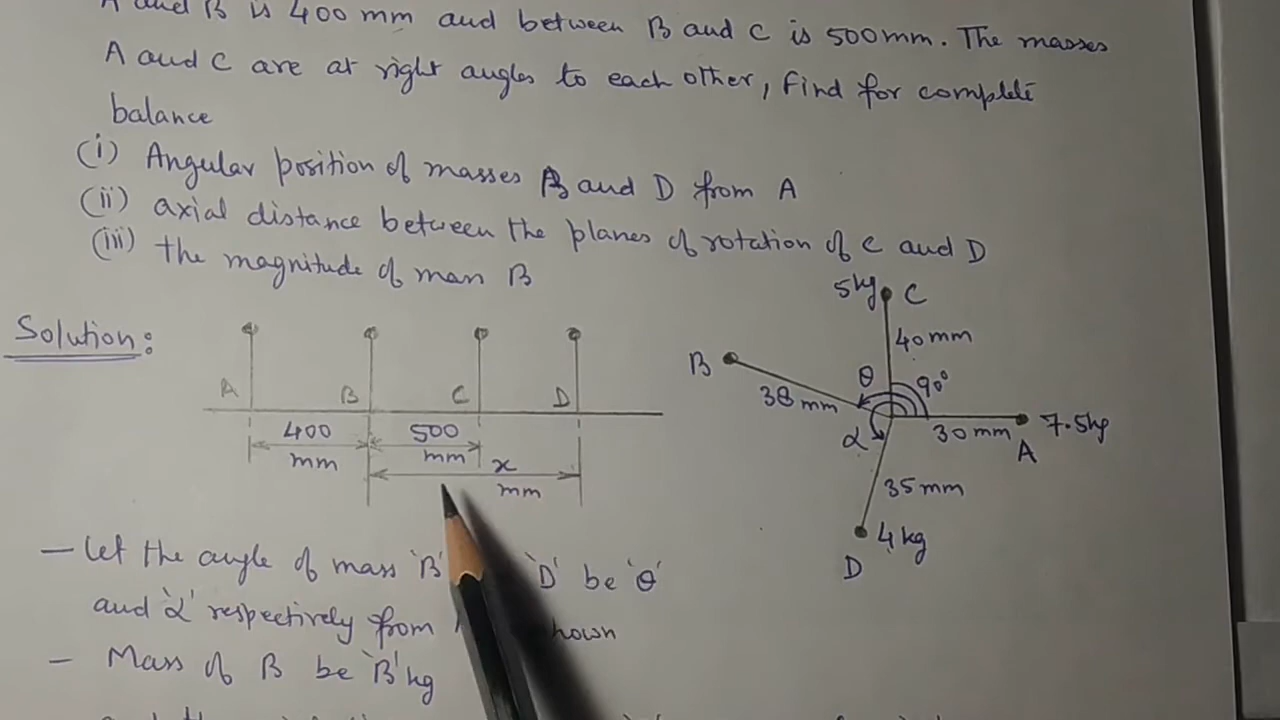 A and B is 400 mm and between B and C is 500mm. The masses
A and C are at right angles to each other, Find for complete
balance
(i) Angular position of masses B and D from A
(ii) axial distance between the planes of rotation of C and D
(iii) the magnitude of mass B
Solution:
A B C D
400 mm
500 mm
x mm
5kg C
40 mm
B
θ 90°
38 mm
α
30 mm 7.5kg
A
35 mm
4 kg
D
- Let the angle of mass 'B' 'D' be 'θ'
and 'α' respectively from
- Mass of B be 'B' kg